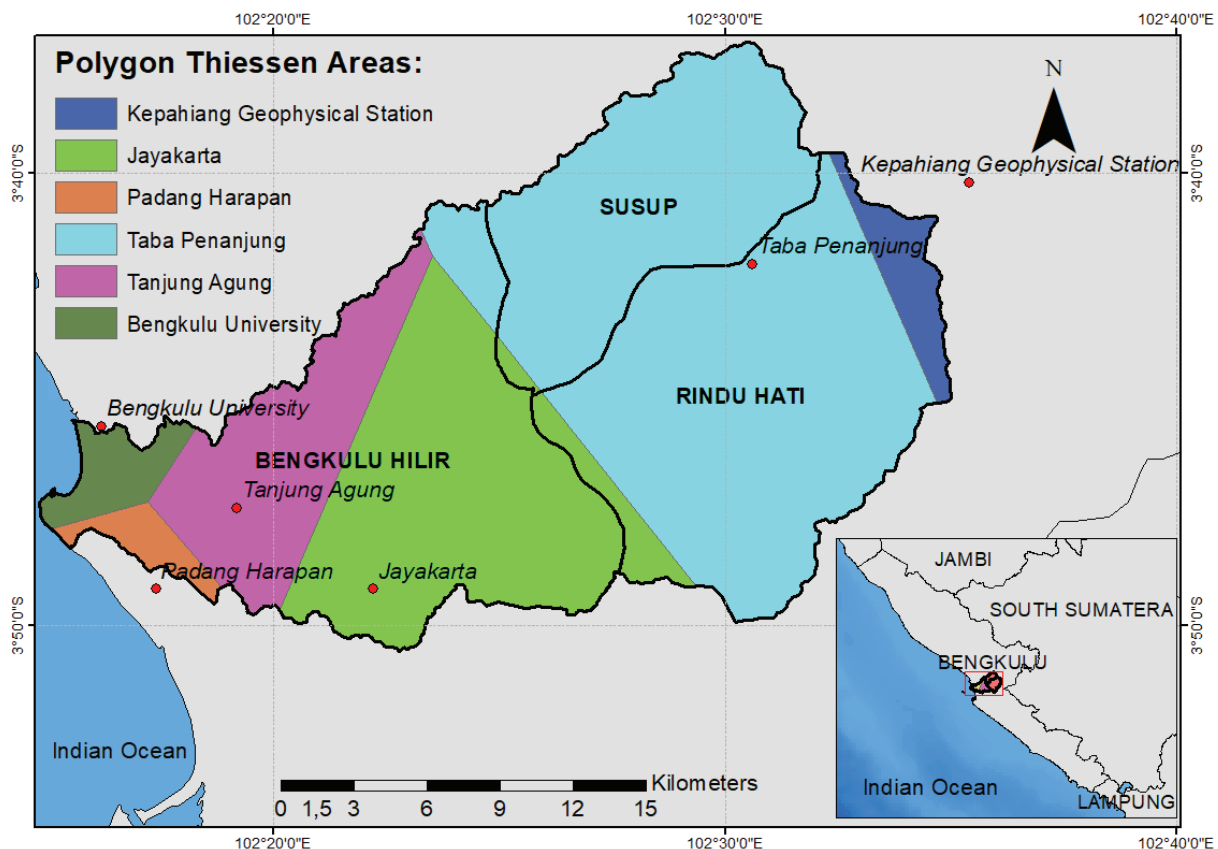 102°20'0"E
102°30'0"E
102°40'0"E
Polygon Thiessen Areas:
Kepahiang Geophysical Station
Jayakarta
Padang Harapan
Taba Penanjung
Tanjung Agung
Bengkulu University
N
3°40'0"S
Kepahiang Geophysical Station
3°40'0"S
SUSUP
Taba Penanjung
RINDU HATI
Bengkulu University
BENGKULU HILIR
Tanjung Agung
Padang Harapan
Jayakarta
3°50'0"S
3°50'0"S
JAMBI
SOUTH SUMATERA
BENGKULU
Indian Ocean
LAMPUNG
Indian Ocean
Kilometers
0 1,5 3 6 9 12 15
102°20'0"E
102°30'0"E
102°40'0"E